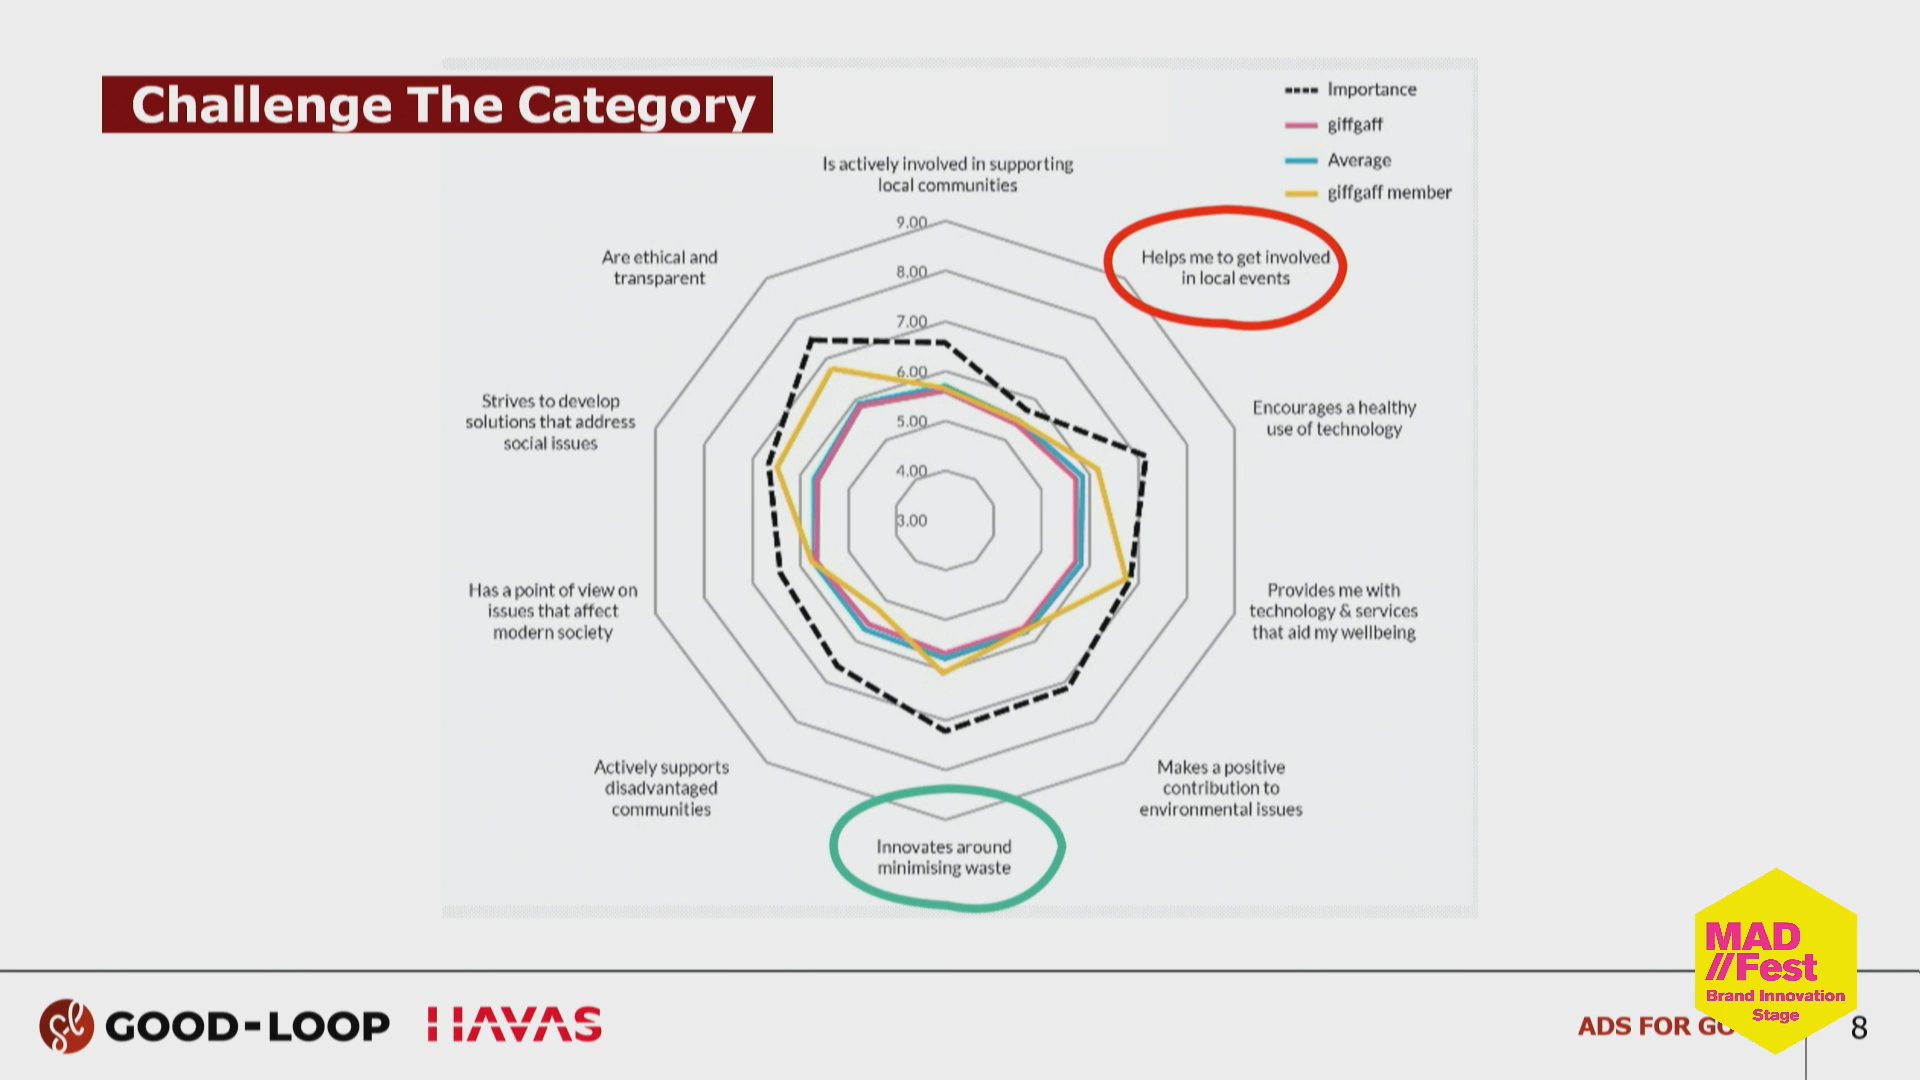 Challenge The Category
Importance
giffgaff
Average
giffgaff member
Is actively involved in supporting
local communities
Helps me to get involved
in local events
Encourages a healthy
use of technology
Provides me with
technology & services
that aid my wellbeing
Makes a positive
contribution to
environmental issues
Innovates around
minimising waste
Actively supports
disadvantaged
communities
Has a point of view on
issues that affect
modern society
Strives to develop
solutions that address
social issues
Are ethical and
transparent
9.00
8.00
7.00
6.00
5.00
4.00
3.00
GOOD-LOOP
HAVAS
ADS FOR
MAD
//Fest
Brand Innovation
Stage
8